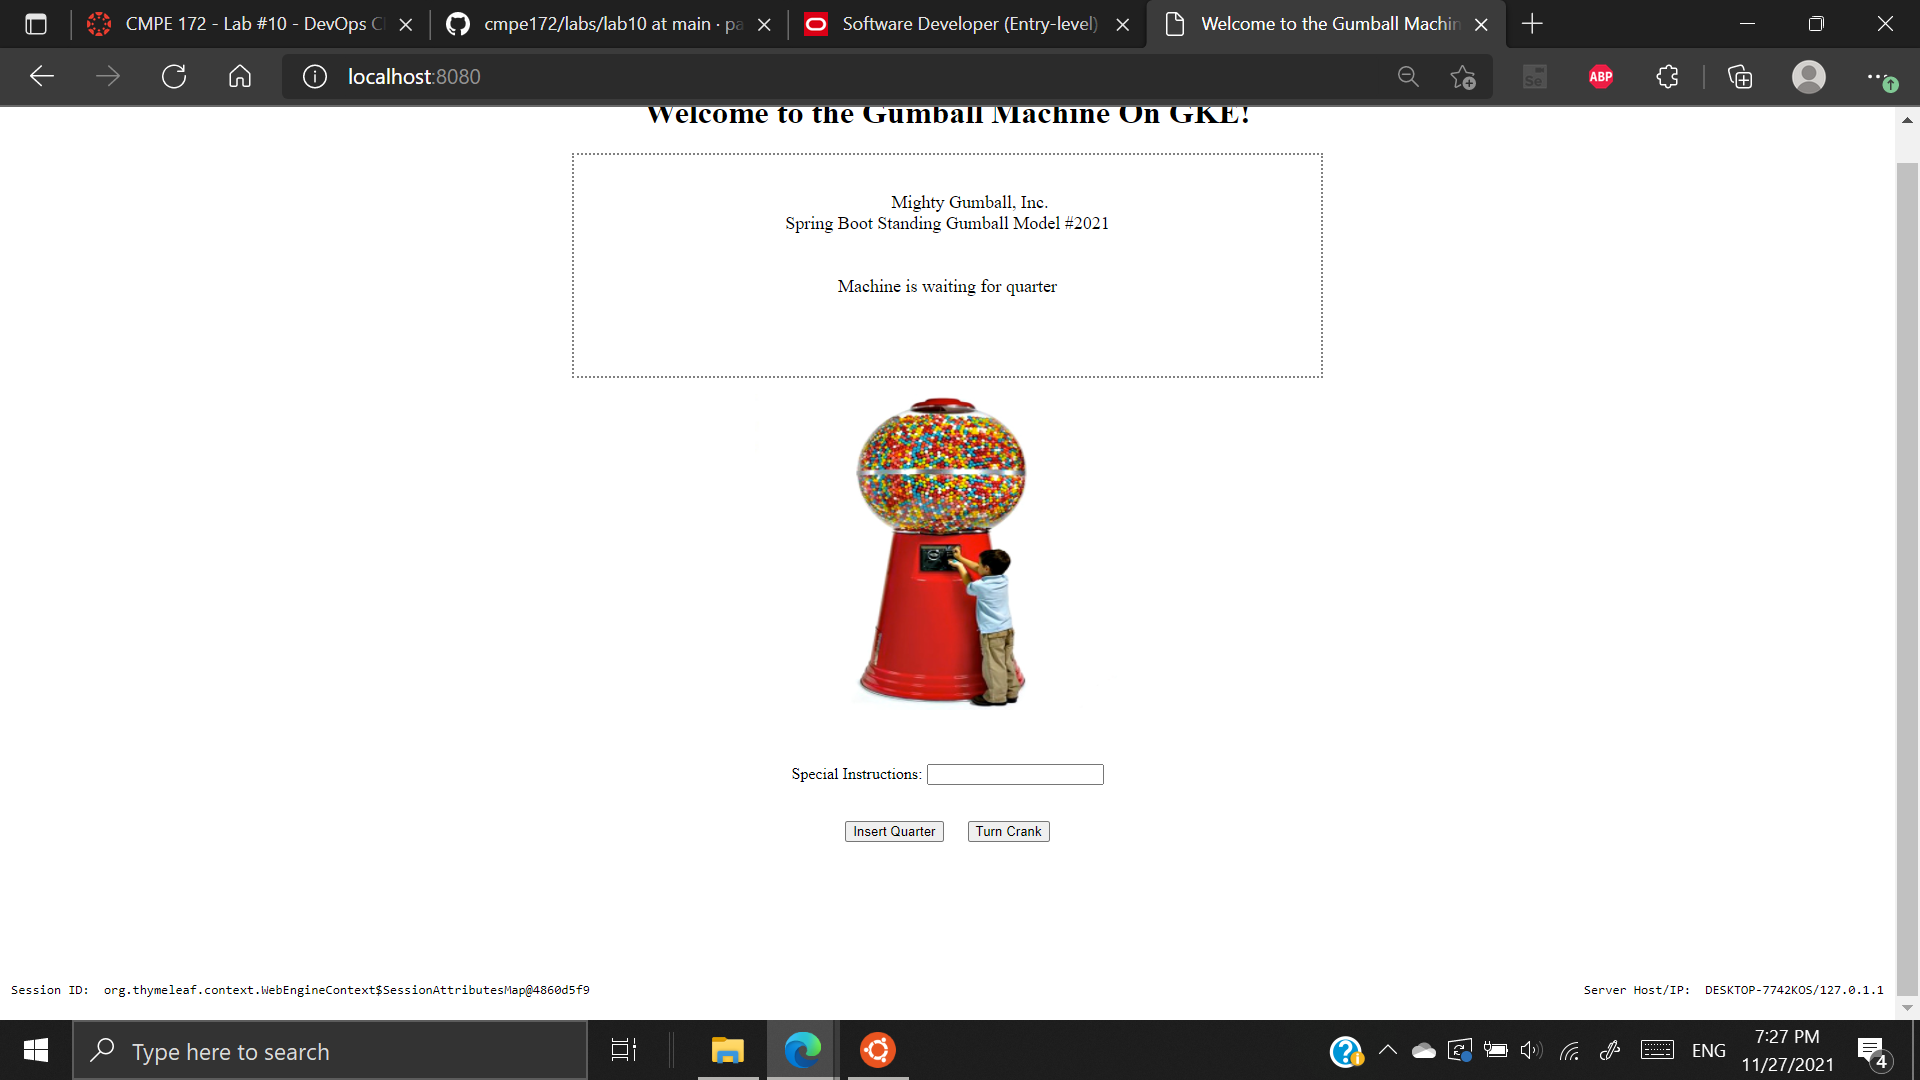 CMPE 172 - Lab #10 - DevOps C
cmpe172/labs/lab10 at main · pa
Software Developer (Entry-level)
Welcome to the Gumball Machin
localhost:8080
ABP
Welcome to the Gumball Machine On GKE!
Mighty Gumball, Inc.
Spring Boot Standing Gumball Model #2021
Machine is waiting for quarter
Special Instructions:
Insert Quarter
Turn Crank
Session ID: org.thymeleaf.context.WebEngineContext$SessionAttributesMap@4860d5f9
Server Host/IP: DESKTOP-7742KOS/127.0.1.1
Type here to search
ENG
7:27 PM
11/27/2021
4